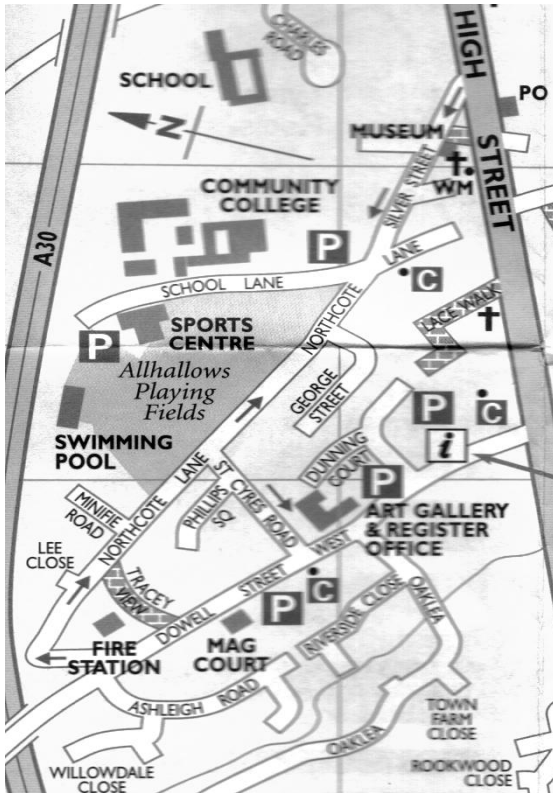 CHARLES
ROAD
HIGH
STREET
SCHOOL
PO
N
MUSEUM
WM
SILVER STREET
COMMUNITY
COLLEGE
P
LANE
A30
SCHOOL LANE
C
NORTHCOTE
LACE WALK
SPORTS
CENTRE
P
Allhallows
Playing
Fields
GEORGE
STREET
P
C
i
SWIMMING
POOL
DUNNING
COURT
P
ART GALLERY
& REGISTER
OFFICE
MINIFIE
ROAD
NORTHCOTE LANE
ST CYRES ROAD
PHILLIPS
SQ
LEE
CLOSE
TRACEY
VIEW
DOWELL STREET WEST
P
C
FIRE
STATION
MAG
COURT
RIVERSIDE CLOSE
OAKLEA
ASHLEIGH ROAD
TOWN
FARM
CLOSE
OAKLEA
WILLOWDALE
CLOSE
ROOKWOOD
CLOSE